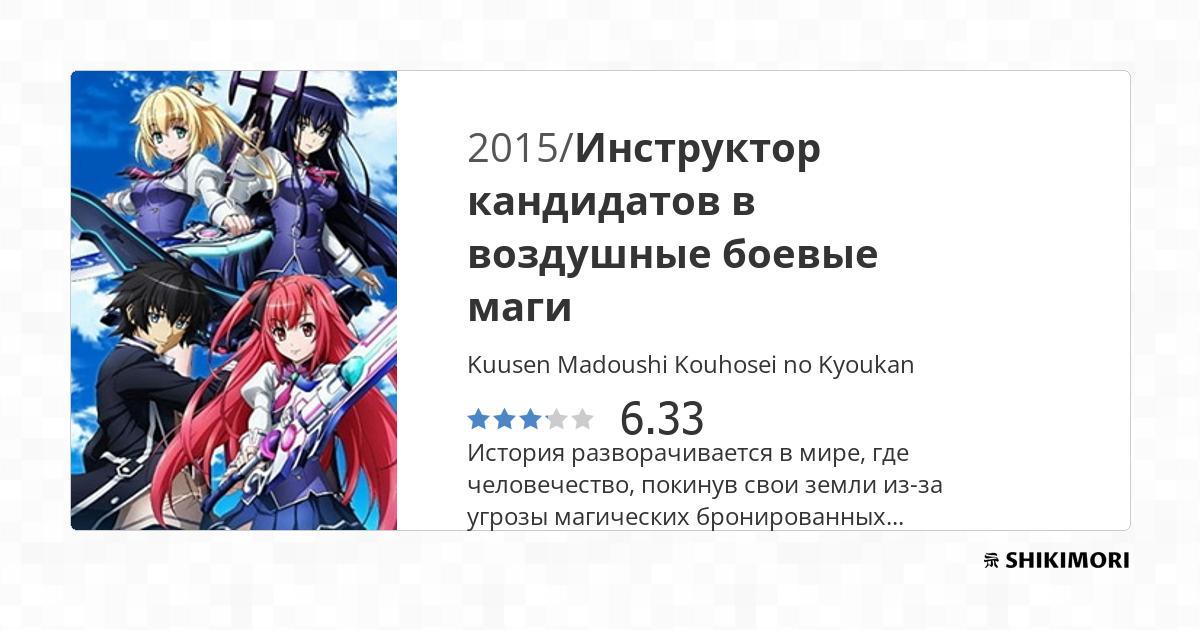 2015/Инструктор
кандидатов в
воздушные боевые
маги
Kuusen Madoushi Kouhosei no Kyoukan
6.33
История разворачивается в мире, где
человечество, покинув свои земли из-за
угрозы магических бронированных...
SHIKIMORI